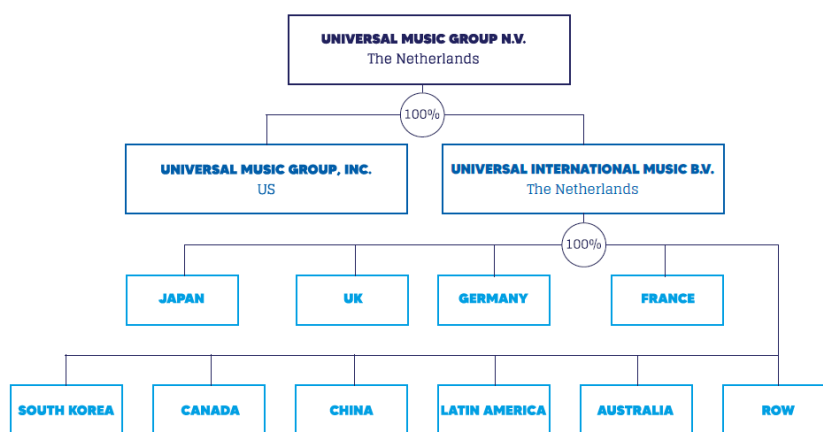 UNIVERSAL MUSIC GROUP N.V.
The Netherlands
100%
UNIVERSAL MUSIC GROUP, INC.
US
UNIVERSAL INTERNATIONAL MUSIC B.V.
The Netherlands
100%
JAPAN
UK
GERMANY
FRANCE
SOUTH KOREA
CANADA
CHINA
LATIN AMERICA
AUSTRALIA
ROW